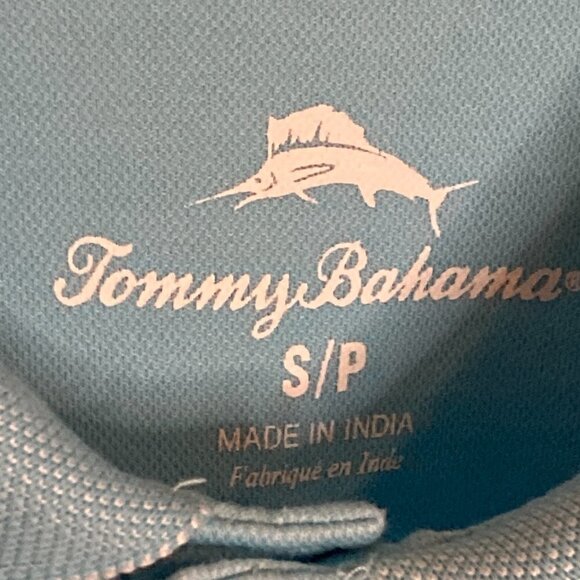 Tommy Bahama®
S/P
MADE IN INDIA
Fabriqué en Inde